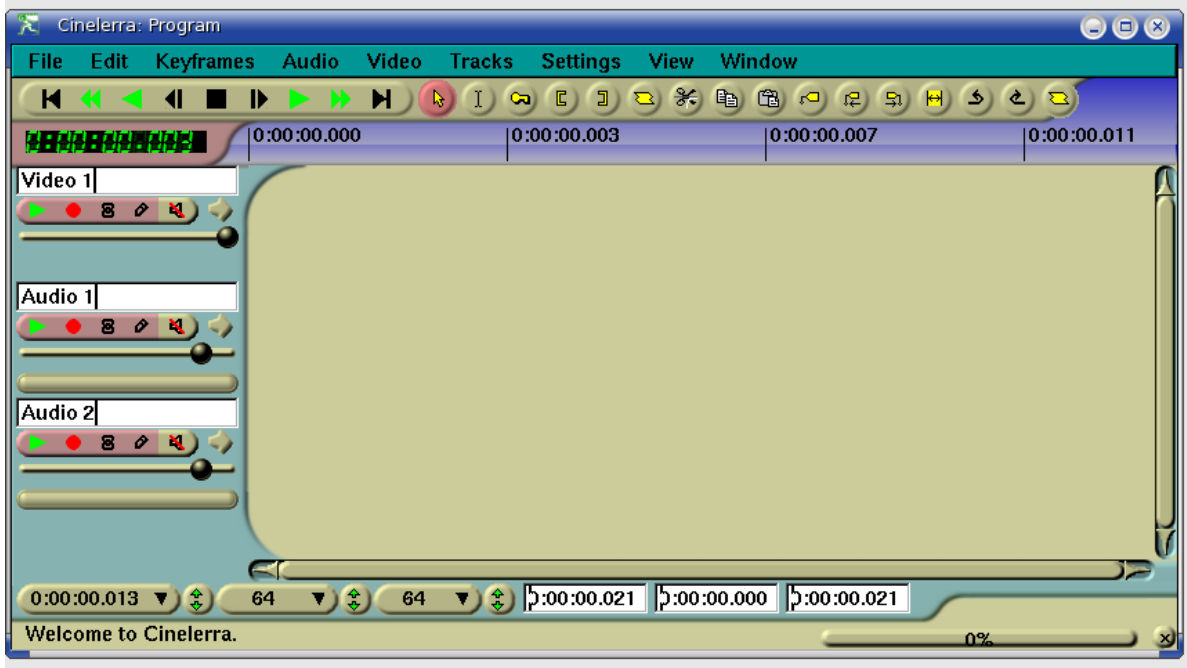 Cinelerra: Program
File Edit Keyframes Audio Video Tracks Settings View Window
0:00:00.000 0:00:00.003 0:00:00.007 0:00:00.011
Video 1
Audio 1
Audio 2
0:00:00.013 64 64 0:00:00.021 0:00:00.000 0:00:00.021
Welcome to Cinelerra. 0%